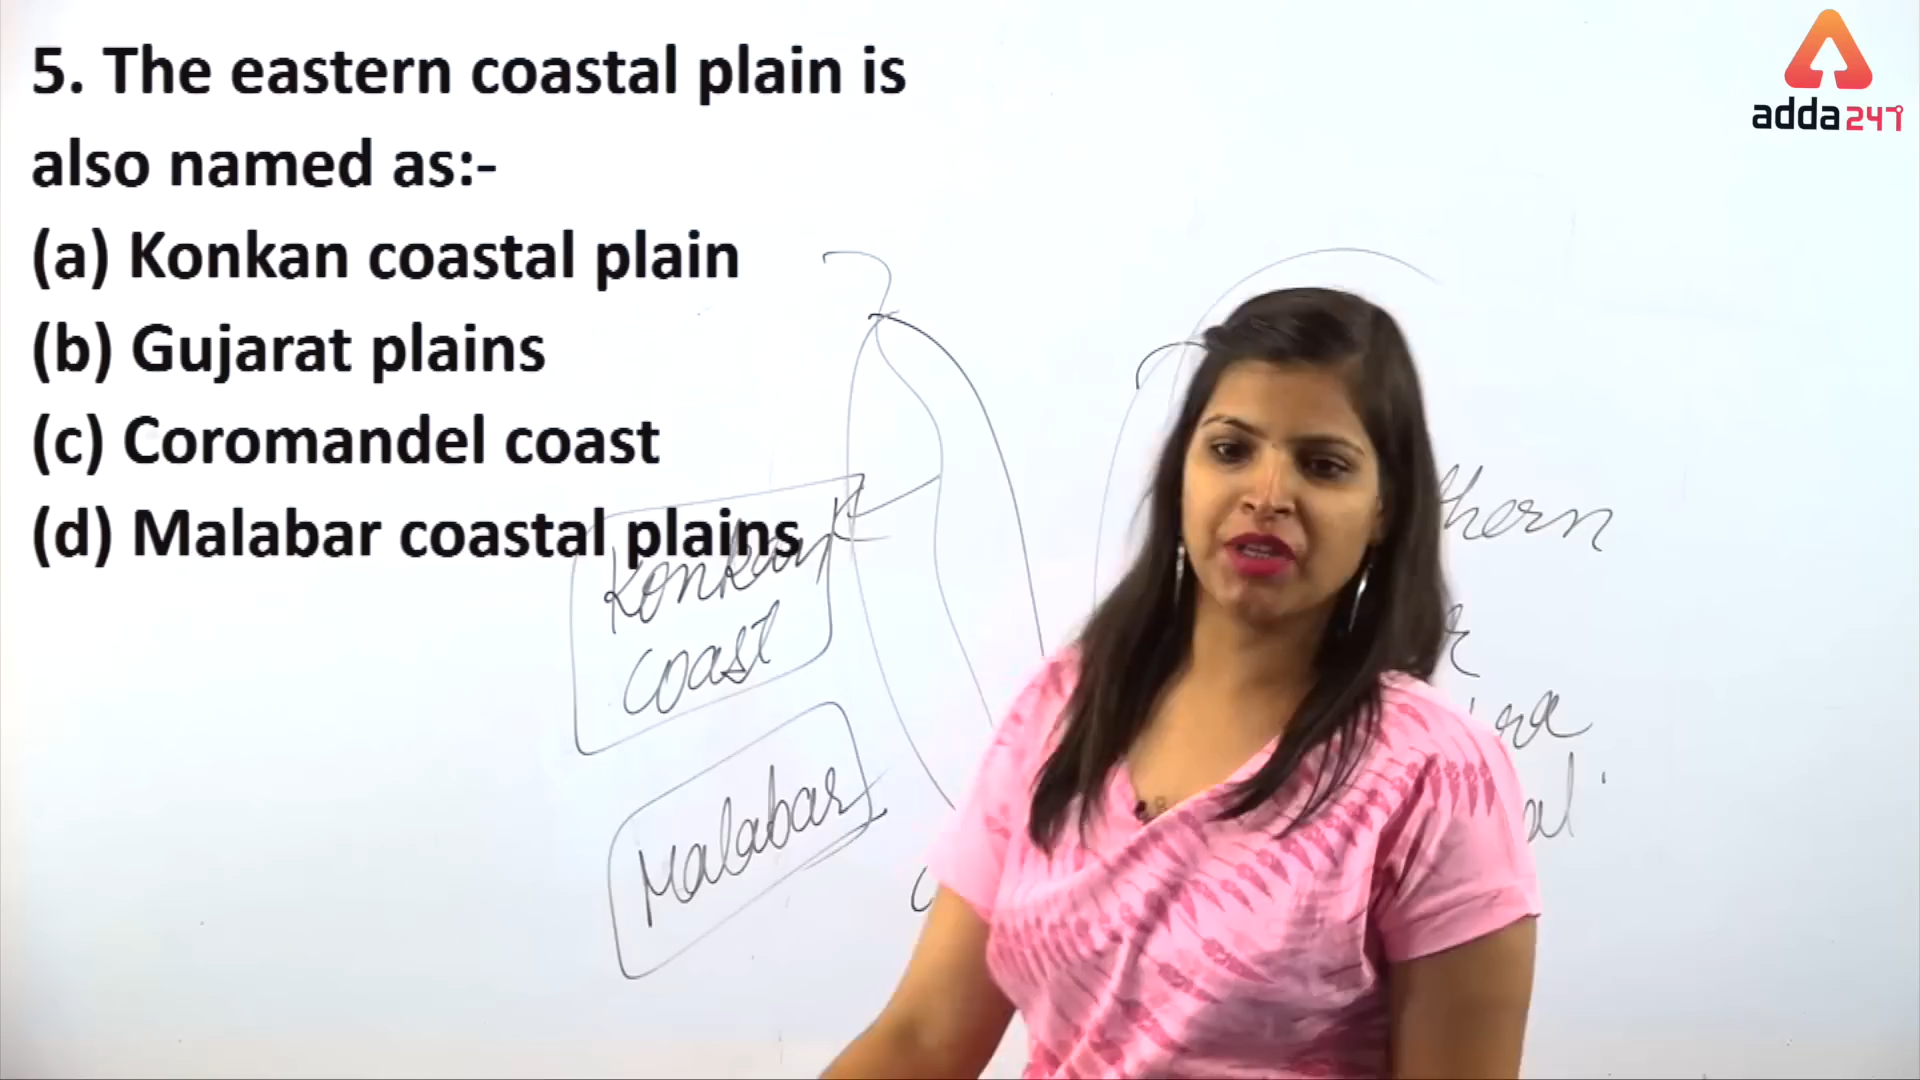 5. The eastern coastal plain is
also named as:-
(a) Konkan coastal plain
(b) Gujarat plains
(c) Coromandel coast
(d) Malabar coastal plains
adda247
Konkan
coast
Malabar